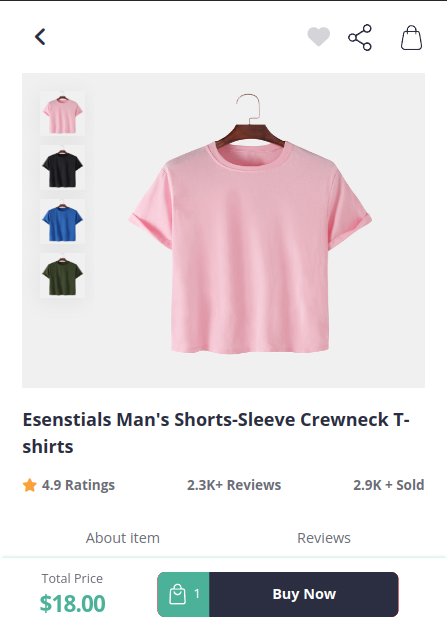 Esenstials Man's Shorts-Sleeve Crewneck T-
shirts
4.9 Ratings
2.3K+ Reviews
2.9K + Sold
About item
Reviews
Total Price
$18.00
1
Buy Now